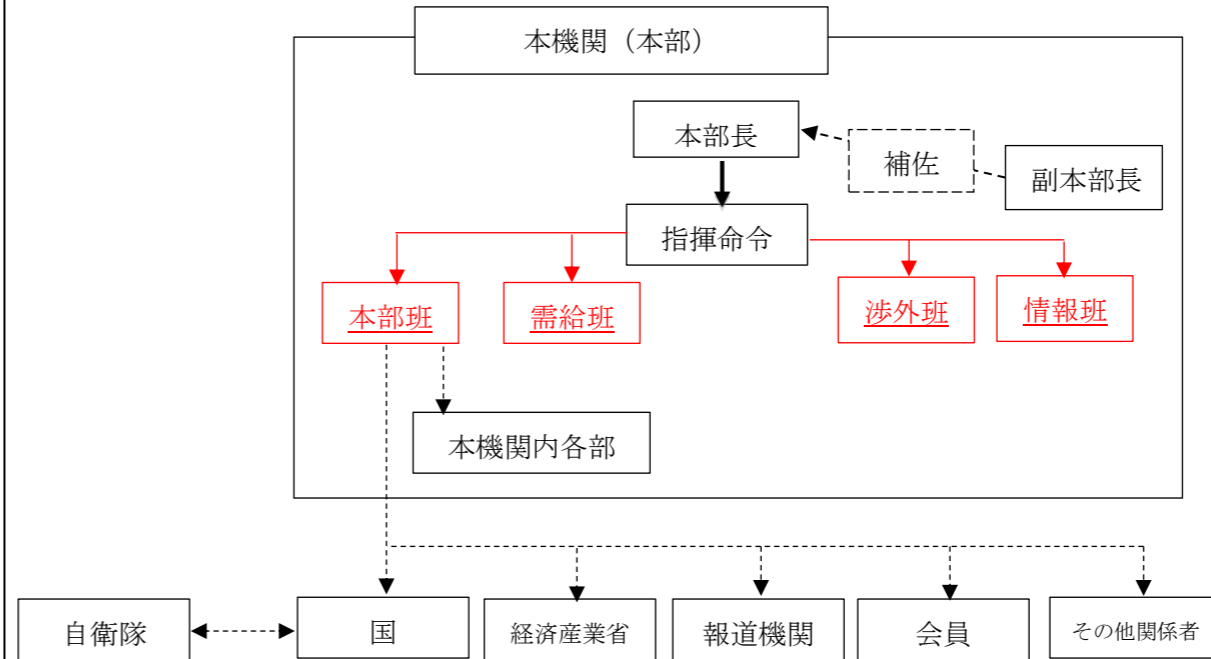 本機関（本部）
本部長
補佐
副本部長
指揮命令
本部班
需給班
渉外班
情報班
本機関内各部
自衛隊
国
経済産業省
報道機関
会員
その他関係者